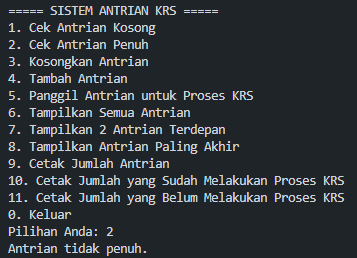 ===== SISTEM ANTRIAN KRS =====
1. Cek Antrian Kosong
2. Cek Antrian Penuh
3. Kosongkan Antrian
4. Tambah Antrian
5. Panggil Antrian untuk Proses KRS
6. Tampilkan Semua Antrian
7. Tampilkan 2 Antrian Terdepan
8. Tampilkan Antrian Paling Akhir
9. Cetak Jumlah Antrian
10. Cetak Jumlah yang Sudah Melakukan Proses KRS
11. Cetak Jumlah yang Belum Melakukan Proses KRS
0. Keluar
Pilihan Anda: 2
Antrian tidak penuh.